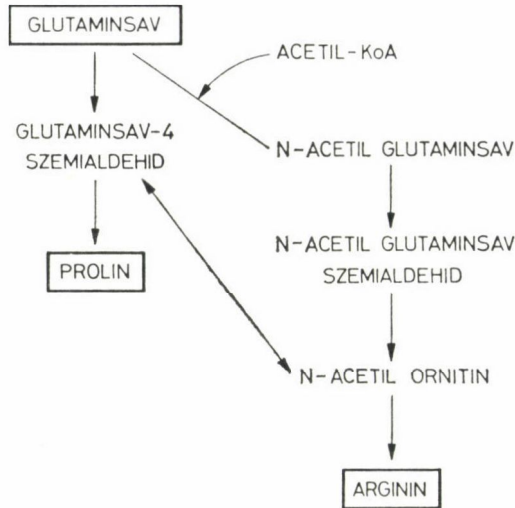 GLUTAMINSAV
ACETIL-KoA
GLUTAMINSAV-4
SZEMIALDEHID
N-ACETIL GLUTAMINSAV
PROLIN
N-ACETIL GLUTAMINSAV
SZEMIALDEHID
N-ACETIL ORNITIN
ARGININ